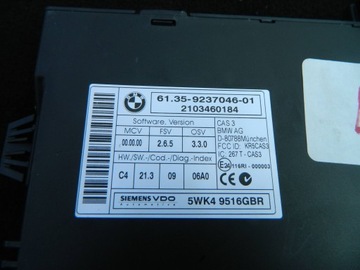 BMW
61.35-9237046-01
2103460184
Software. Version
MCV FSV OSV
00.00.00 2.6.5 3.3.0
HW./SW.-/Cod.-/Diag.-Index
C4 21.3 09 06A0
SIEMENS VDO
Automotive
CAS 3
BMW AG
D-80788München
FCC ID: KR5CAS3
IC: 267 T - CAS3
5WK4 9516GBR